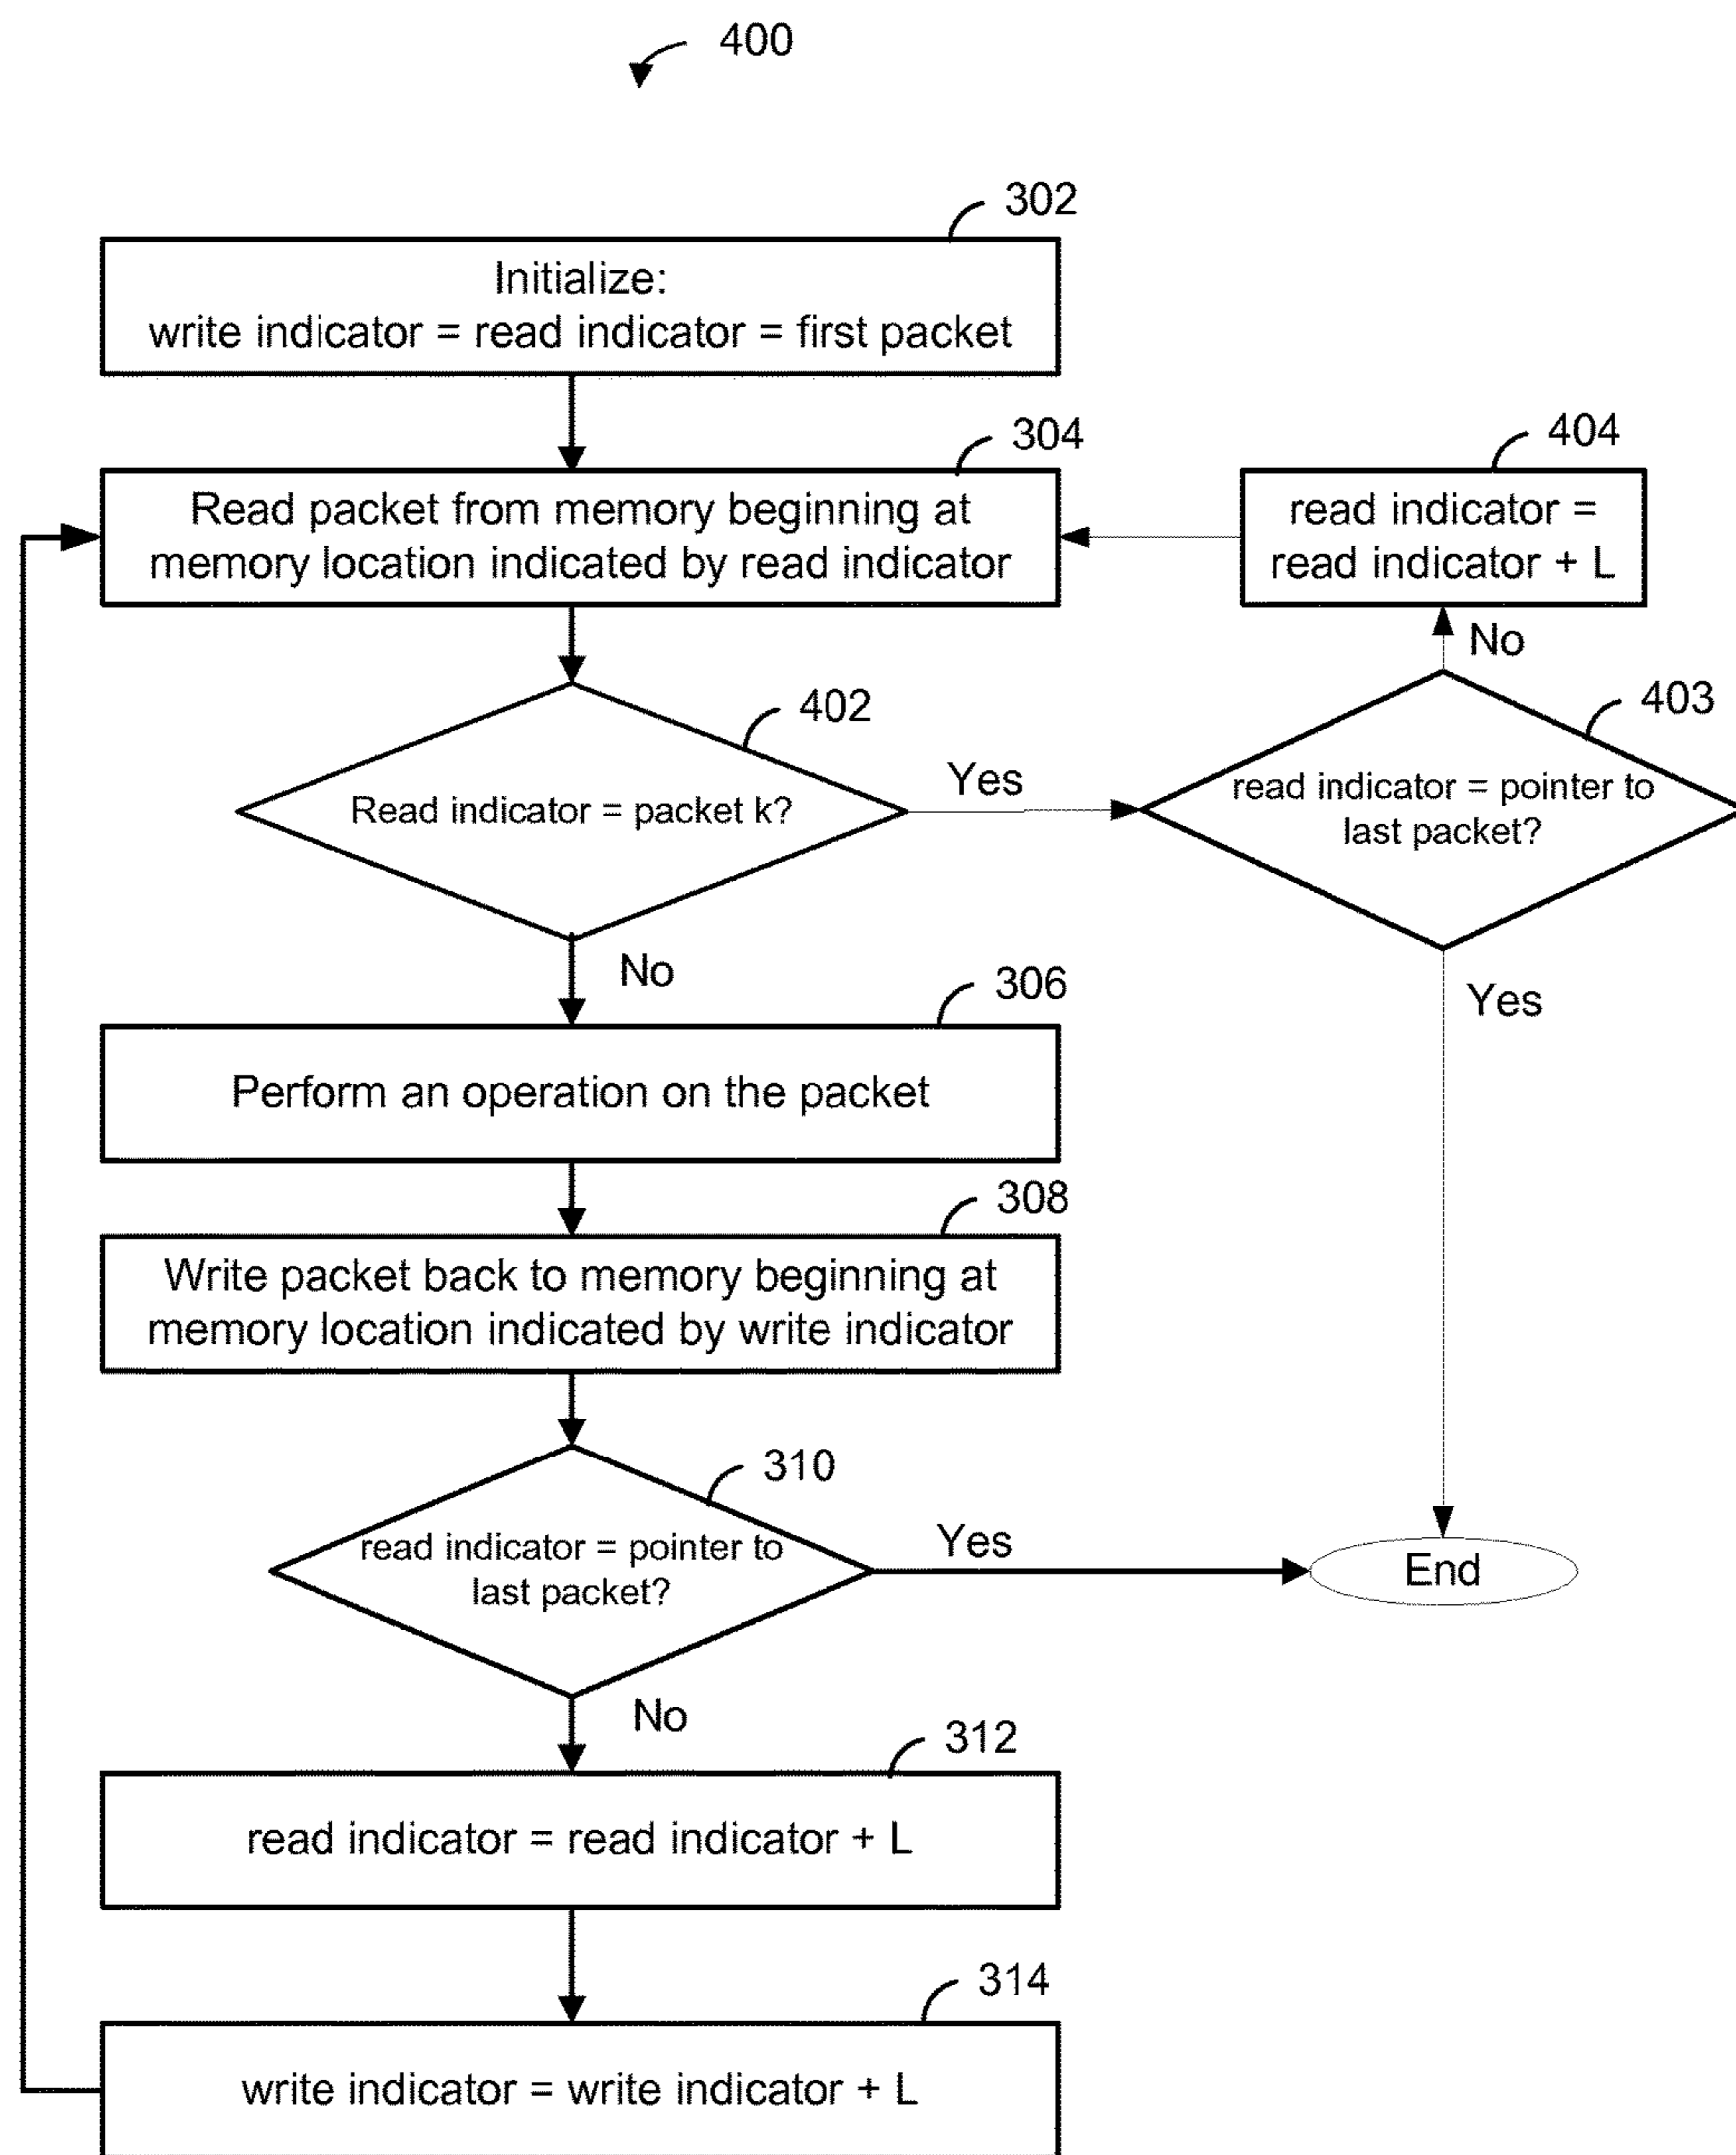 400
302
Initialize:
write indicator = read indicator = first packet
304
Read packet from memory beginning at
memory location indicated by read indicator
404
read indicator =
read indicator + L
No
402
Read indicator = packet k?
Yes
403
read indicator = pointer to
last packet?
No
Yes
306
Perform an operation on the packet
308
Write packet back to memory beginning at
memory location indicated by write indicator
310
read indicator = pointer to
last packet?
Yes
End
No
312
read indicator = read indicator + L
314
write indicator = write indicator + L